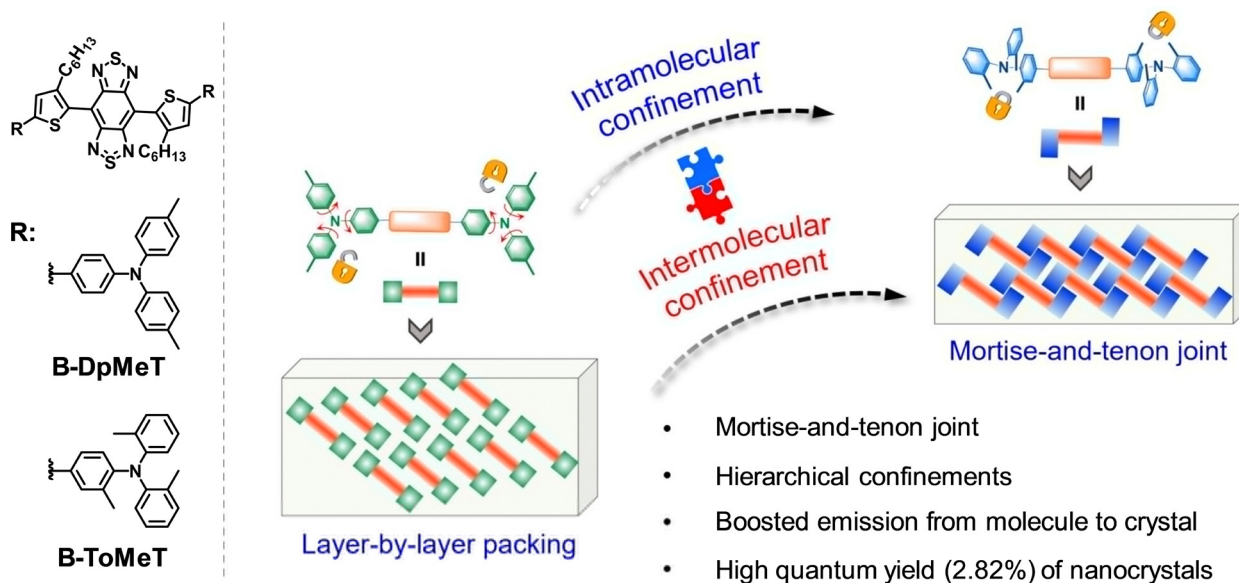 C₆H₁₃
N S N
R
S
S
R
N S N
C₆H₁₃
R:
N
B-DpMeT
N
B-ToMeT
N
N
=
Layer-by-layer packing
Intramolecular
confinement
Intermolecular
confinement
N
N
=
Mortise-and-tenon joint
• Mortise-and-tenon joint
• Hierarchical confinements
• Boosted emission from molecule to crystal
• High quantum yield (2.82%) of nanocrystals